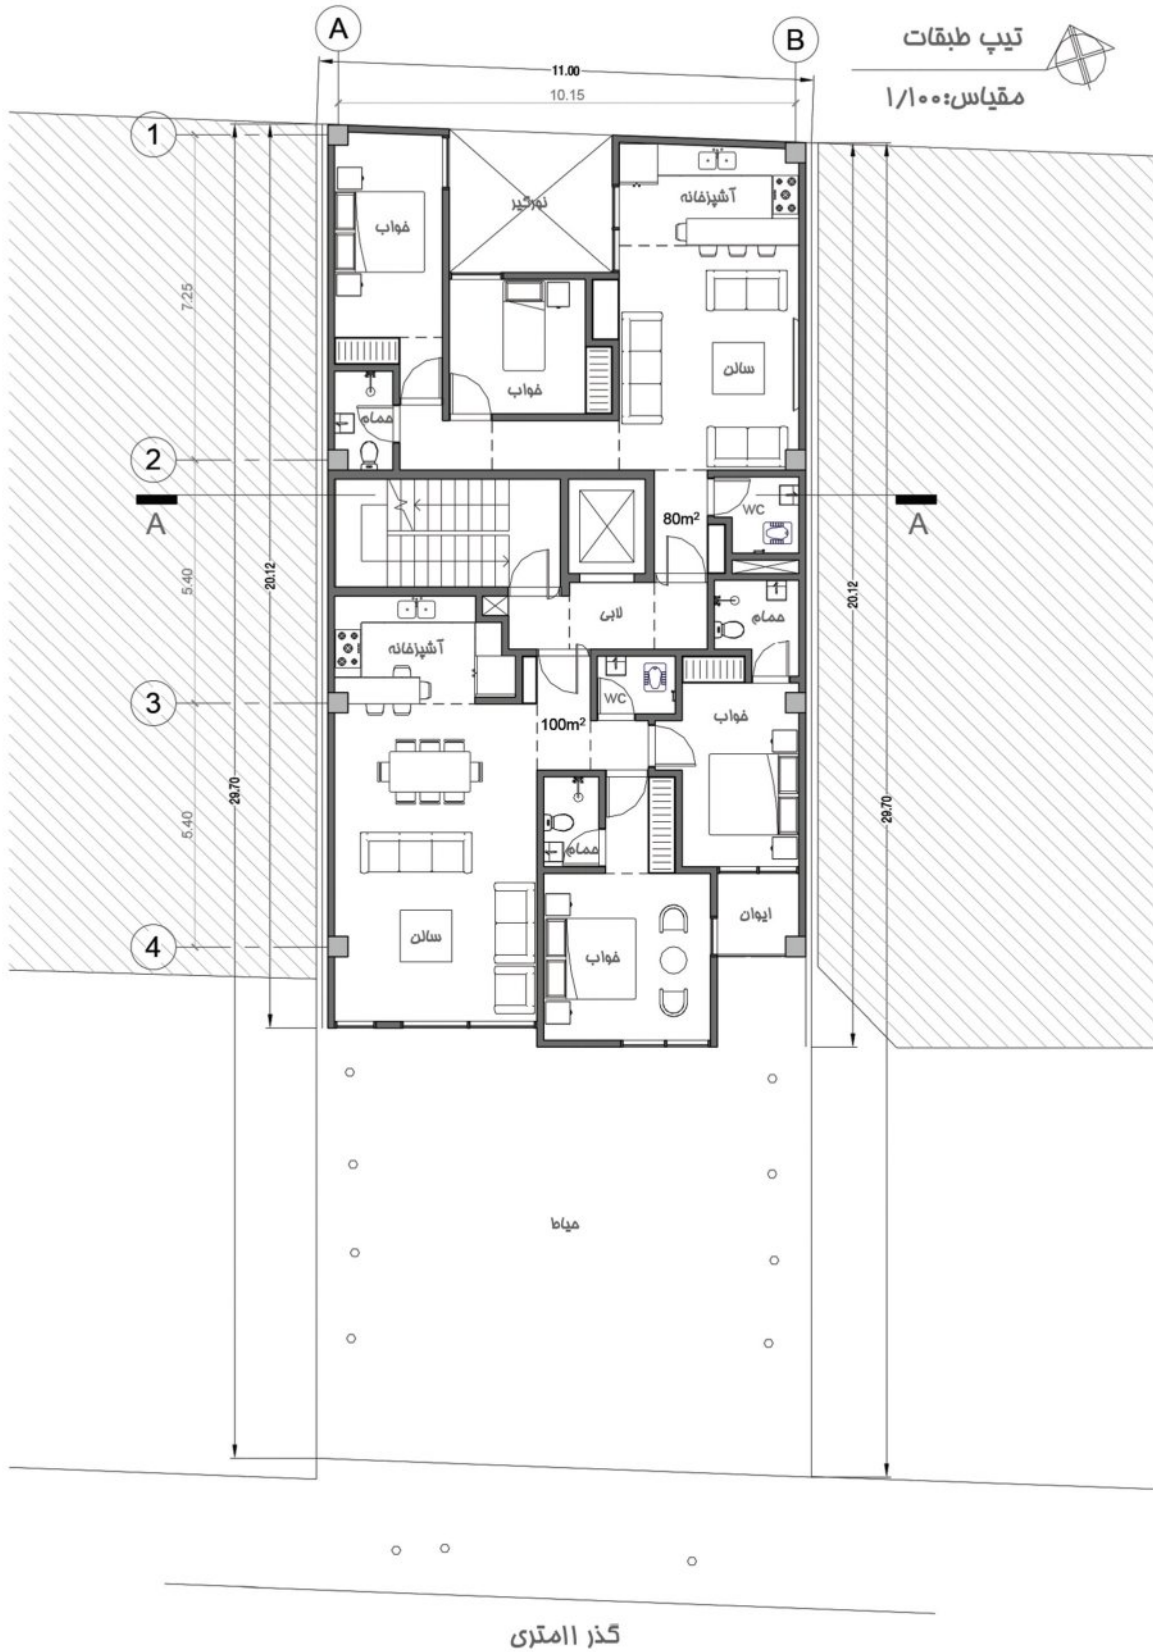 A
B
تیپ طبقات
مقیاس:۱/۱۰۰
11.00
10.15
1
2
3
4
7.25
5.40
5.40
20.12
29.70
20.12
29.70
نورگیر
آشپزخانه
خواب
خواب
سالن
حمام
A
A
WC
80m²
لابی
حمام
آشپزخانه
WC
100m²
خواب
حمام
ایوان
سالن
خواب
حیاط
گذر ۱۱متری